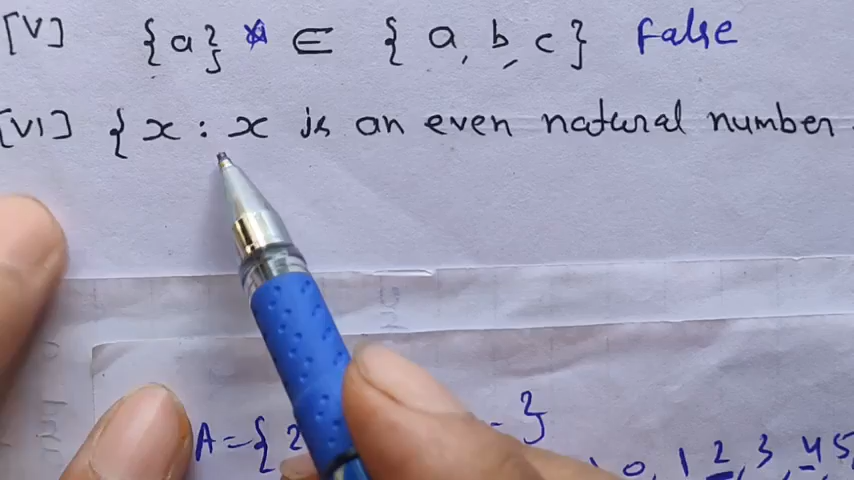 [V] {a} ∈ {a, b, c} False
[VI] {x : x is an even natural number
A={2 }
0, 1 2, 3, 4 5